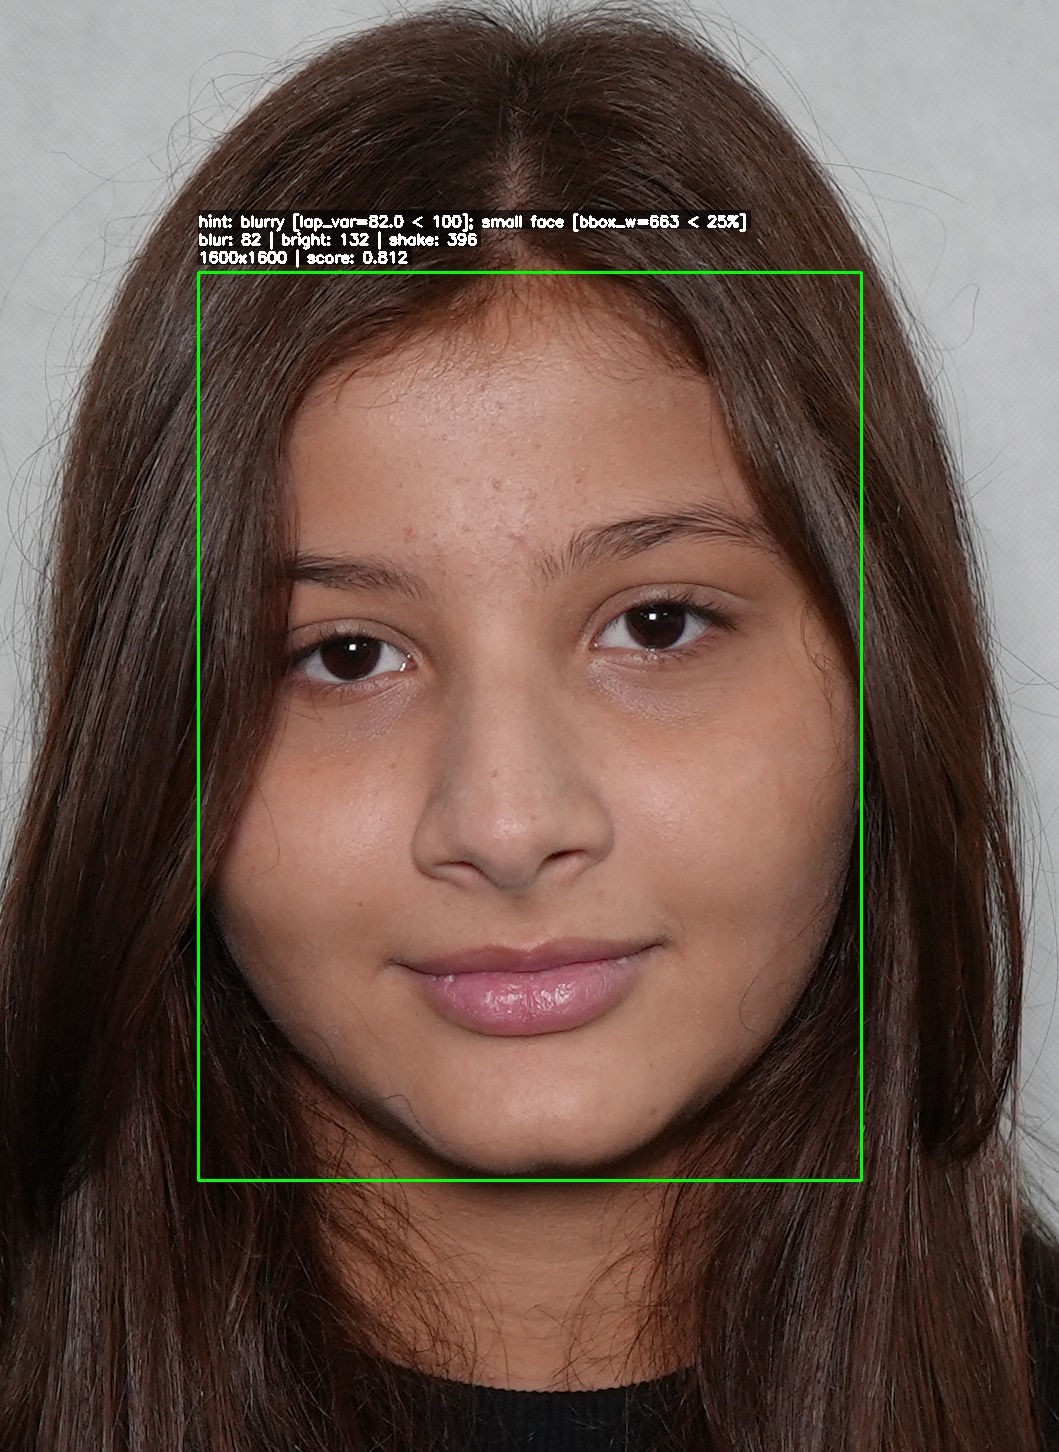 hint: blurry [lap_var=82.0 < 100]; small face [bbox_w=663 < 25%]
blur: 82 | bright: 132 | shake: 396
1600x1600 | score: 0.812